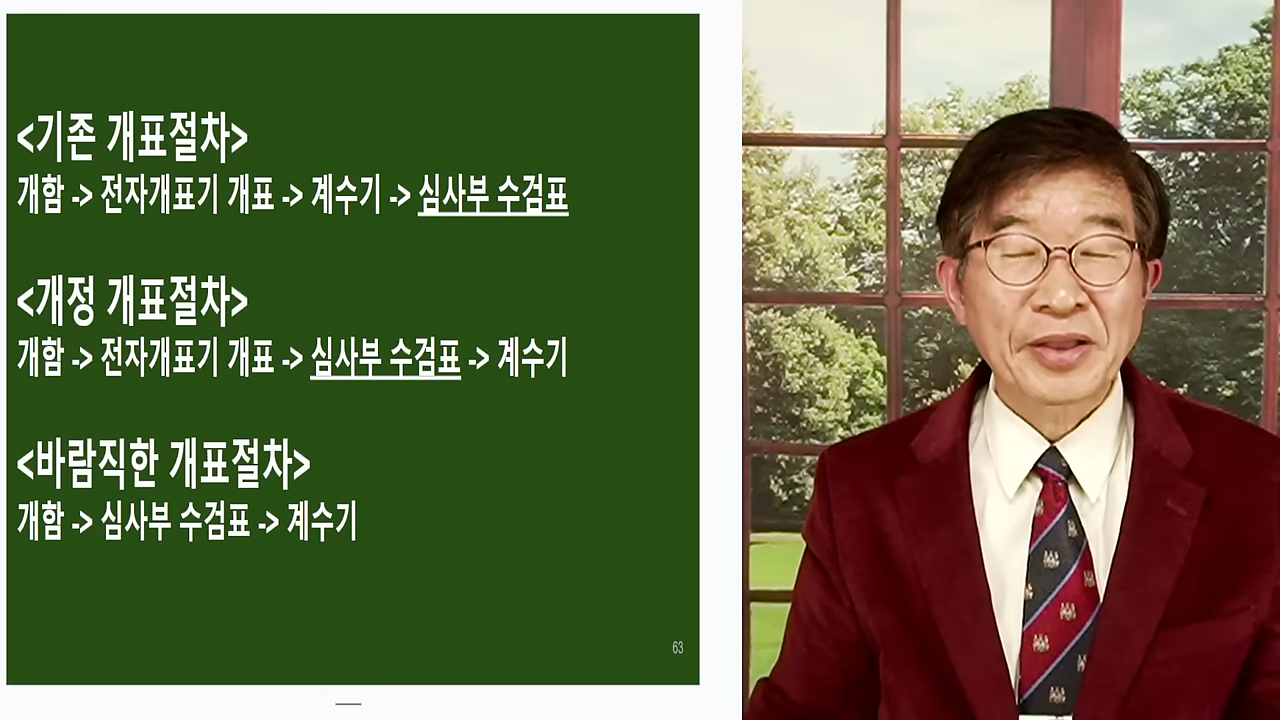 <기존 개표절차>
개함 -> 전자개표기 개표 -> 계수기 -> 심사부 수검표
<개정 개표절차>
개함 -> 전자개표기 개표 -> 심사부 수검표 -> 계수기
<바람직한 개표절차>
개함 -> 심사부 수검표 -> 계수기
63